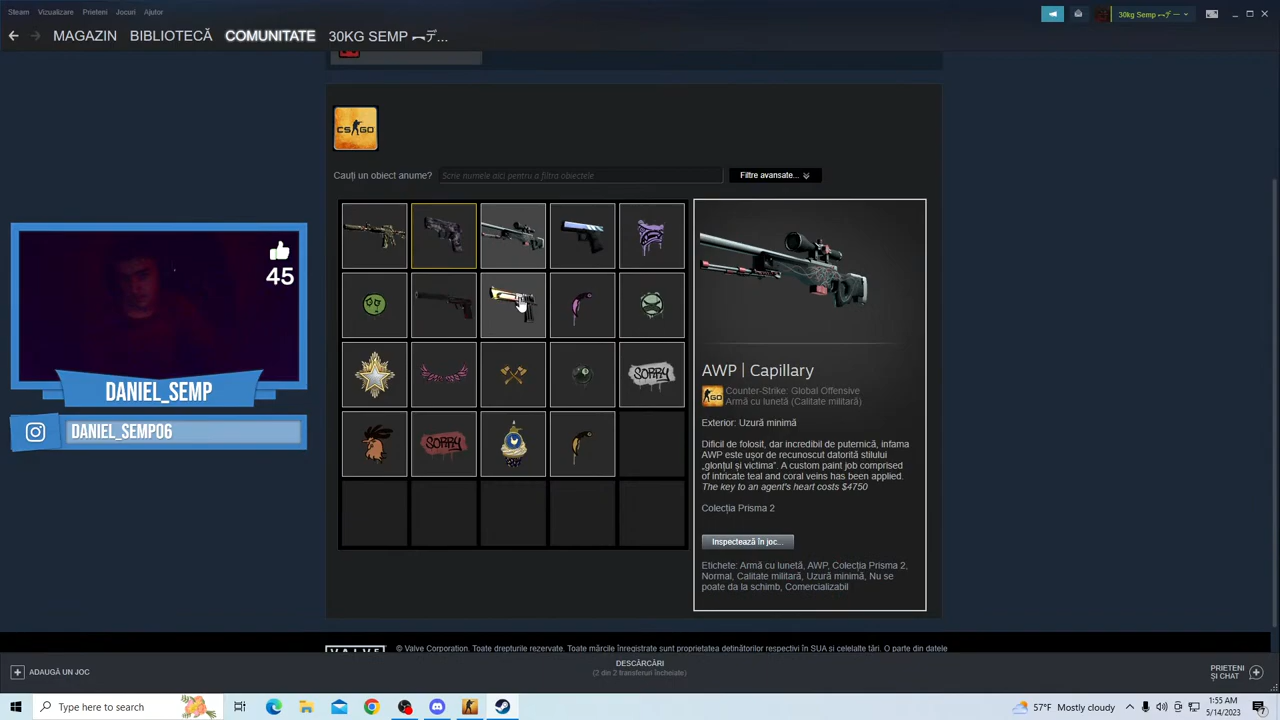 Steam Vizualizare Prieteni Jocuri Ajutor
30kg Semp
MAGAZIN BIBLIOTECĂ COMUNITATE 30KG SEMP ︻デ...
CS GO
Cauți un obiect anume? Scrie numele aici pentru a filtra obiectele Filtre avansate...
45
DANIEL_SEMP
DANIEL_SEMP06
SORRY
SORRY
AWP | Capillary
Counter-Strike: Global Offensive
Armă cu lunetă (Calitate militară)
Exterior: Uzură minimă
Dificil de folosit, dar incredibil de puternică, infama
AWP este ușor de recunoscut datorită stilului
„glonțul și victima”. A custom paint job comprised
of intricate teal and coral veins has been applied.
The key to an agent's heart costs $4750
Colecția Prisma 2
Inspectează în joc...
Etichete: Armă cu lunetă, AWP, Colecția Prisma 2,
Normal, Calitate militară, Uzură minimă, Nu se
poate da la schimb, Comercializabil
VALVE
© Valve Corporation. Toate drepturile rezervate. Toate mărcile înregistrate sunt proprietatea deținătorilor respectivi în SUA și celelalte țări. O parte din datele
ADAUGĂ UN JOC
DESCĂRCĂRI
(2 din 2 transferuri încheiate)
PRIETENI
ȘI CHAT
Type here to search
57°F Mostly cloudy
1:55 AM
5/14/2023